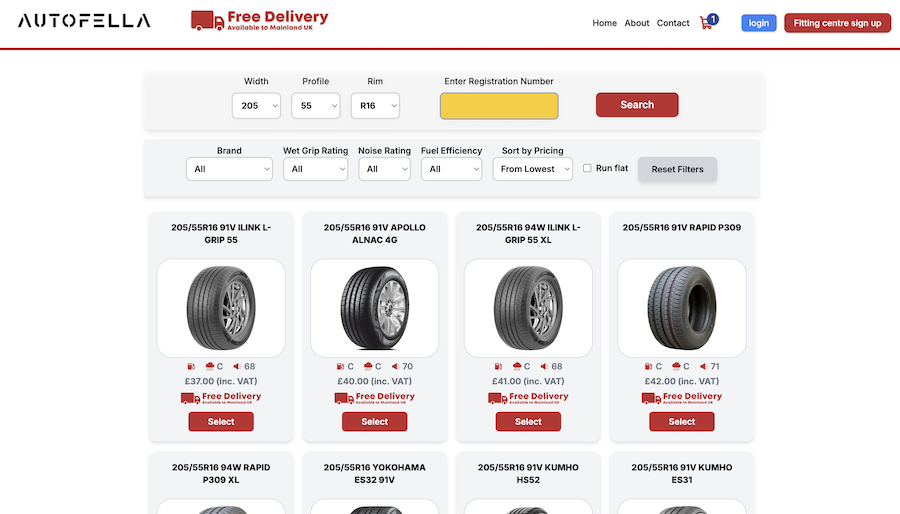 AUTOFELLA
Free Delivery
Available to Mainland UK
Home About Contact 1 login Fitting centre sign up
Width Profile Rim Enter Registration Number
205 55 R16 Search
Brand Wet Grip Rating Noise Rating Fuel Efficiency Sort by Pricing
All All All All From Lowest Run flat Reset Filters
205/55R16 91V ILINK L-
GRIP 55
205/55R16 91V APOLLO
ALNAC 4G
205/55R16 94W ILINK L-
GRIP 55 XL
205/55R16 91V RAPID P309
C 68
£37.00 (inc. VAT)
Free Delivery
Available to Mainland UK
Select
C C 70
£40.00 (inc. VAT)
Free Delivery
Available to Mainland UK
Select
C 68
£41.00 (inc. VAT)
Free Delivery
Available to Mainland UK
Select
C C 71
£42.00 (inc. VAT)
Free Delivery
Available to Mainland UK
Select
205/55R16 94W RAPID
P309 XL
205/55R16 YOKOHAMA
ES32 91V
205/55R16 91V KUMHO
HS52
205/55R16 91V KUMHO
ES31